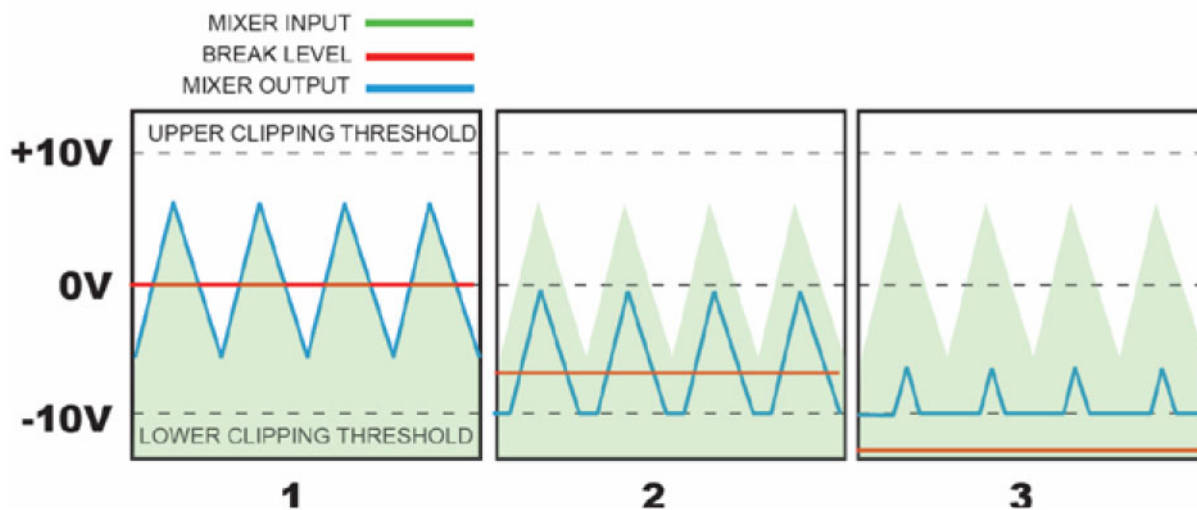 MIXER INPUT
BREAK LEVEL
MIXER OUTPUT
UPPER CLIPPING THRESHOLD
+10V
0V
-10V
LOWER CLIPPING THRESHOLD
1 2 3